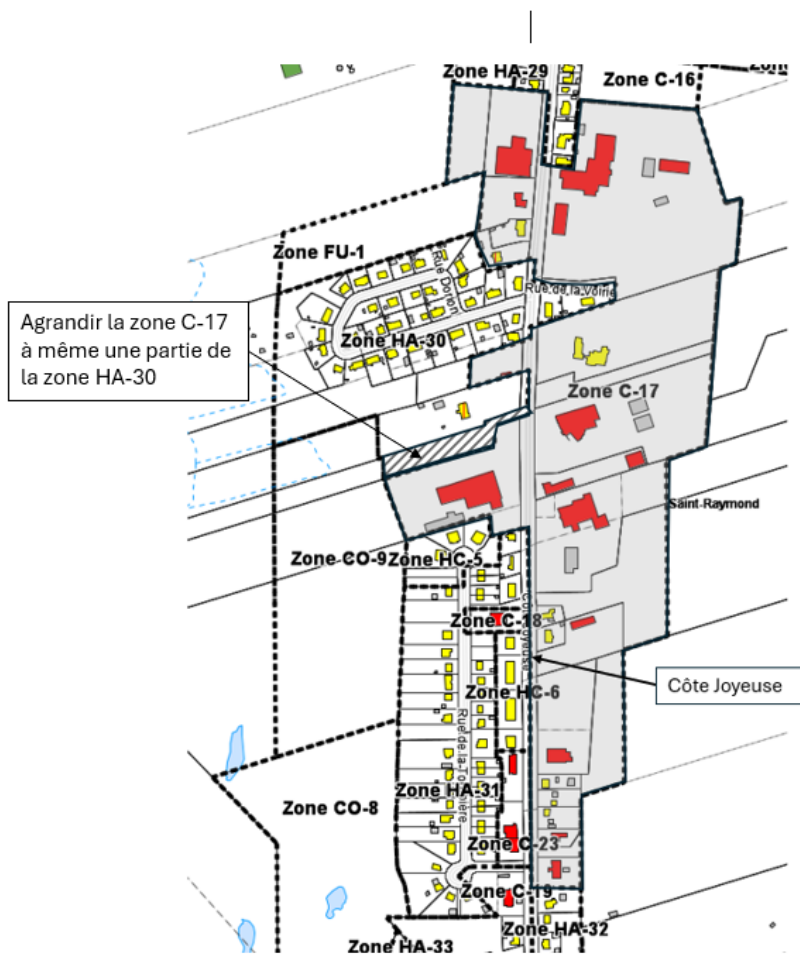 Zone HA-29
Zone C-16
Zone FU-1
Rue Dorion
Rue de la Voirie
Agrandir la zone C-17
à même une partie de
la zone HA-30
Zone HA-30
Zone C-17
Saint-Raymond
Zone CO-9
Zone HC-5
Zone C-18
Côte Joyeuse
Zone HC-6
Côte Joyeuse
Rue de-la-Tourbière
Zone HA-31
Zone CO-8
Zone C-23
Zone C-19
Zone HA-32
Zone HA-33